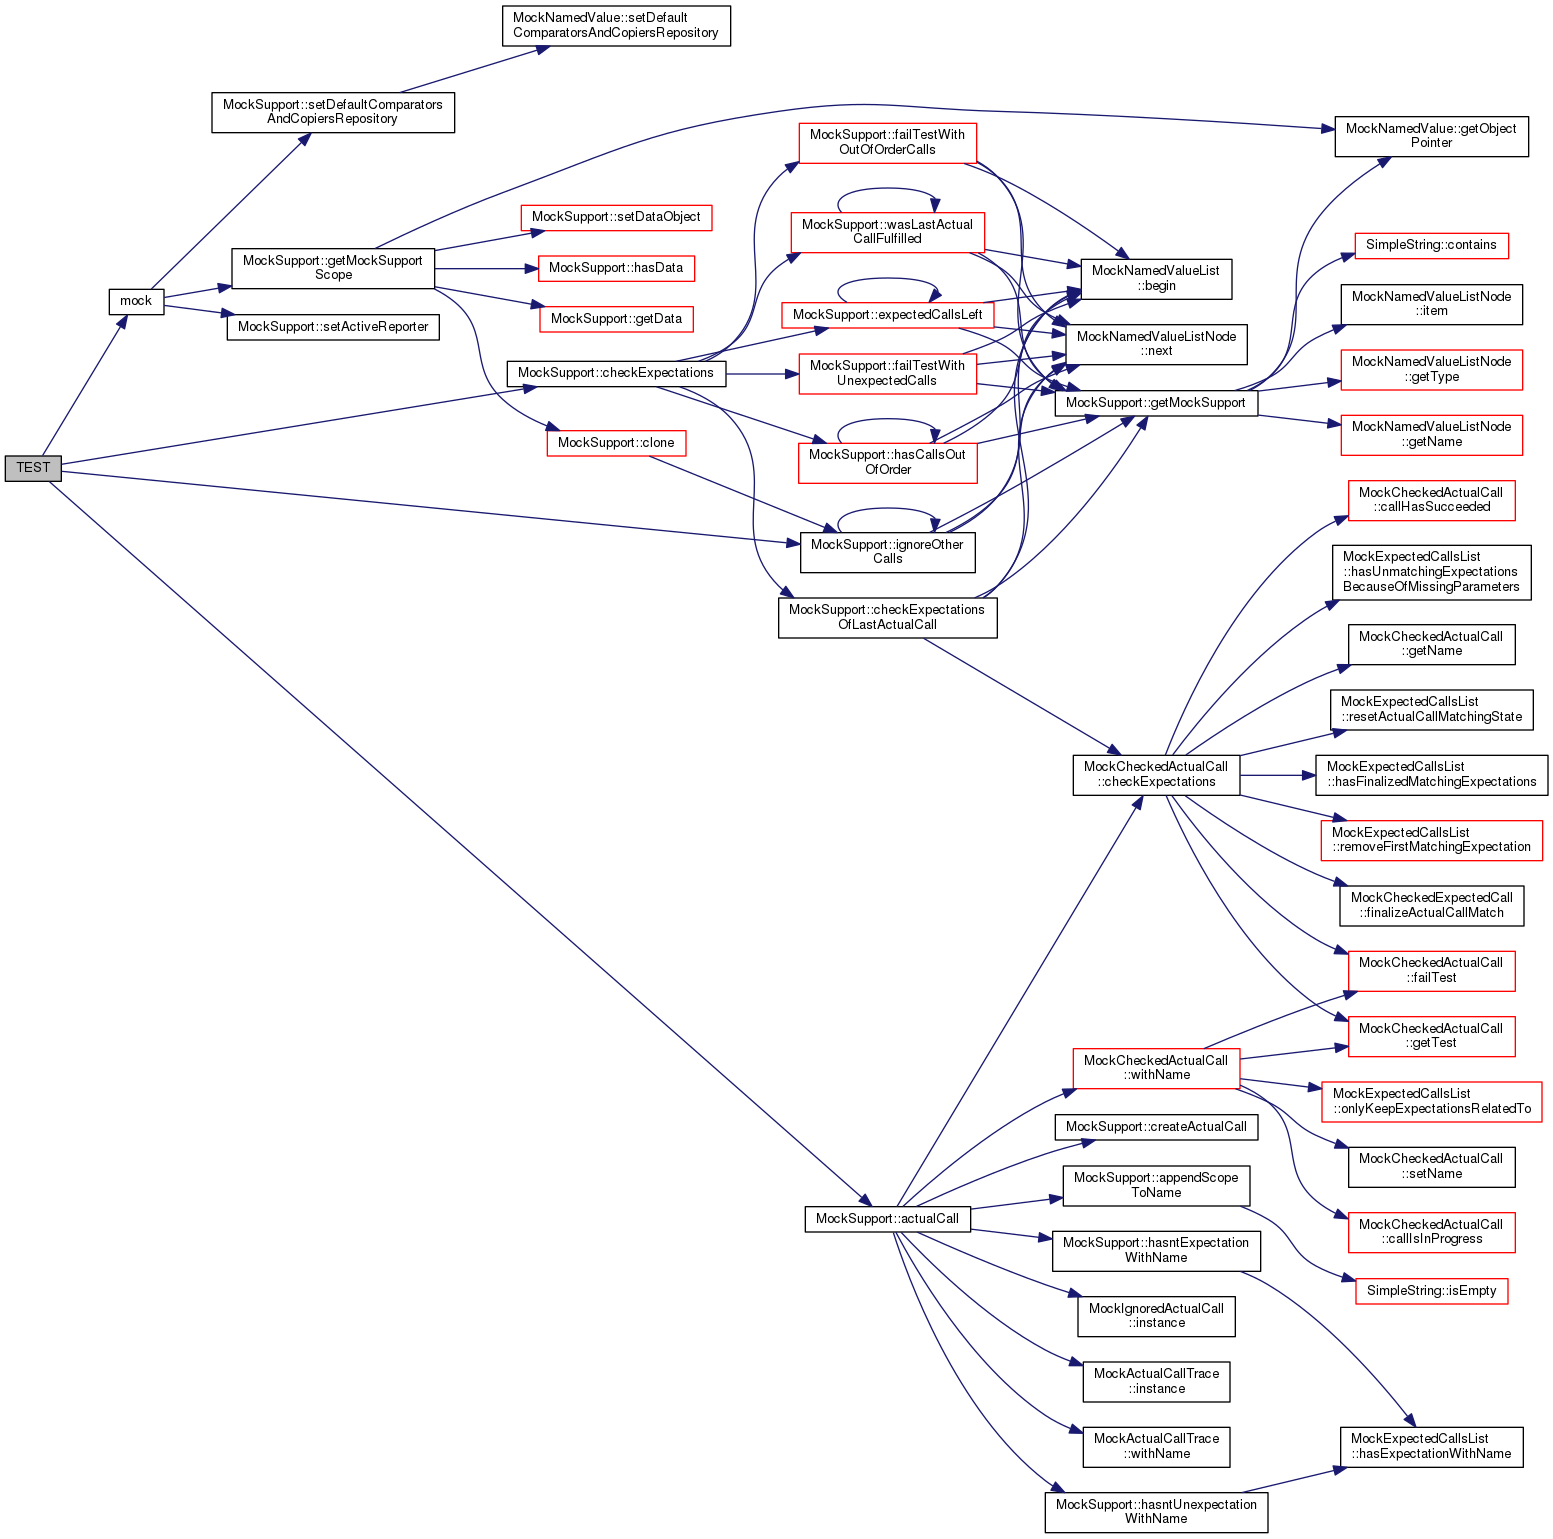 MockNamedValue::setDefault
ComparatorsAndCopiersRepository
MockSupport::setDefaultComparators
AndCopiersRepository
MockSupport::failTestWith
OutOfOrderCalls
MockNamedValue::getObject
Pointer
MockSupport::setDataObject
MockSupport::wasLastActual
CallFulfilled
SimpleString::contains
MockSupport::getMockSupport
Scope
MockSupport::hasData
MockNamedValueList
::begin
mock
MockSupport::getData
MockSupport::expectedCallsLeft
MockNamedValueListNode
::item
MockSupport::setActiveReporter
MockNamedValueListNode
::next
MockSupport::checkExpectations
MockSupport::failTestWith
UnexpectedCalls
MockNamedValueListNode
::getType
MockSupport::getMockSupport
MockSupport::clone
MockSupport::hasCallsOut
OfOrder
MockNamedValueListNode
::getName
TEST
MockCheckedActualCall
::callHasSucceeded
MockSupport::ignoreOther
Calls
MockExpectedCallsList
::hasUnmatchingExpectations
BecauseOfMissingParameters
MockSupport::checkExpectations
OfLastActualCall
MockCheckedActualCall
::getName
MockExpectedCallsList
::resetActualCallMatchingState
MockCheckedActualCall
::checkExpectations
MockExpectedCallsList
::hasFinalizedMatchingExpectations
MockExpectedCallsList
::removeFirstMatchingExpectation
MockCheckedExpectedCall
::finalizeActualCallMatch
MockCheckedActualCall
::failTest
MockCheckedActualCall
::getTest
MockCheckedActualCall
::withName
MockExpectedCallsList
::onlyKeepExpectationsRelatedTo
MockSupport::createActualCall
MockCheckedActualCall
::setName
MockSupport::appendScope
ToName
MockSupport::actualCall
MockCheckedActualCall
::callIsInProgress
MockSupport::hasntExpectation
WithName
SimpleString::isEmpty
MockIgnoredActualCall
::instance
MockActualCallTrace
::instance
MockActualCallTrace
::withName
MockExpectedCallsList
::hasExpectationWithName
MockSupport::hasntUnexpectation
WithName